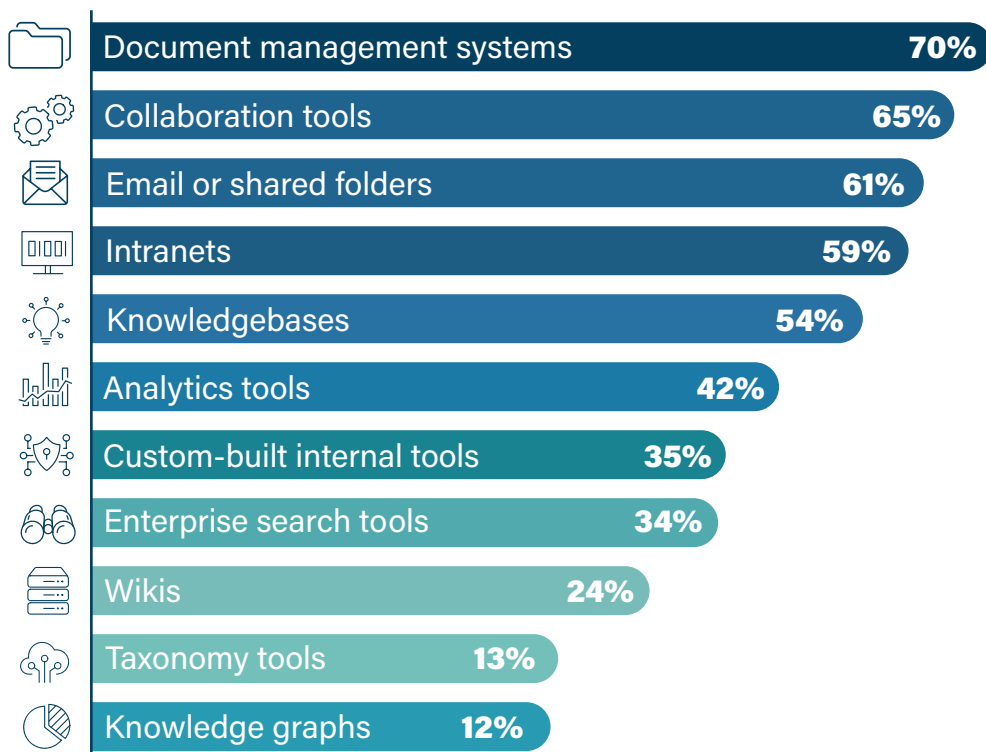 Document management systems 70%
Collaboration tools 65%
Email or shared folders 61%
01001
Intranets 59%
Knowledgebases 54%
Analytics tools 42%
Custom-built internal tools 35%
Enterprise search tools 34%
Wikis 24%
Taxonomy tools 13%
Knowledge graphs 12%